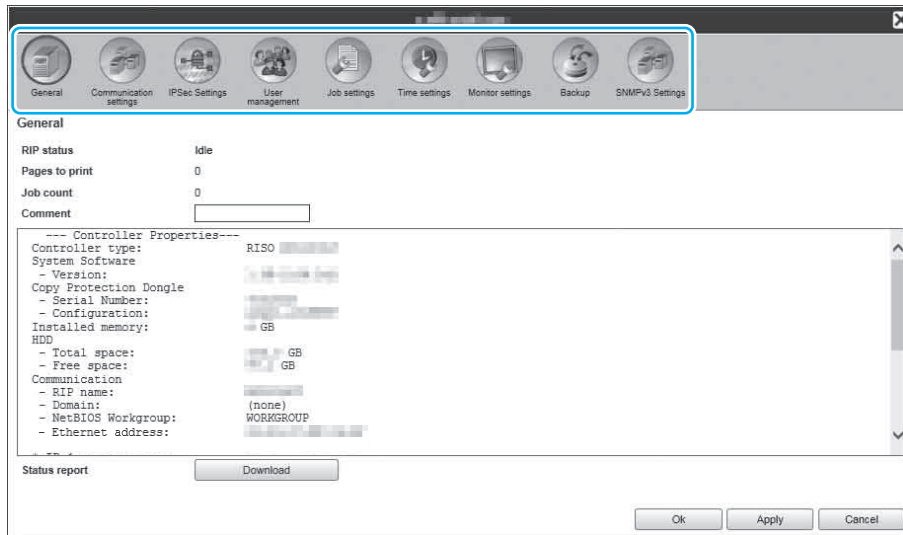 General
Communication settings
IPSec Settings
User management
Job settings
Time settings
Monitor settings
Backup
SNMPv3 Settings
General
RIP status Idle
Pages to print 0
Job count 0
Comment
--- Controller Properties---
Controller type: RISO
System Software
- Version:
Copy Protection Dongle
- Serial Number:
- Configuration:
Installed memory: GB
HDD
- Total space: GB
- Free space: GB
Communication
- RIP name:
- Domain: (none)
- NetBIOS Workgroup: WORKGROUP
- Ethernet address:
Status report Download
Ok Apply Cancel